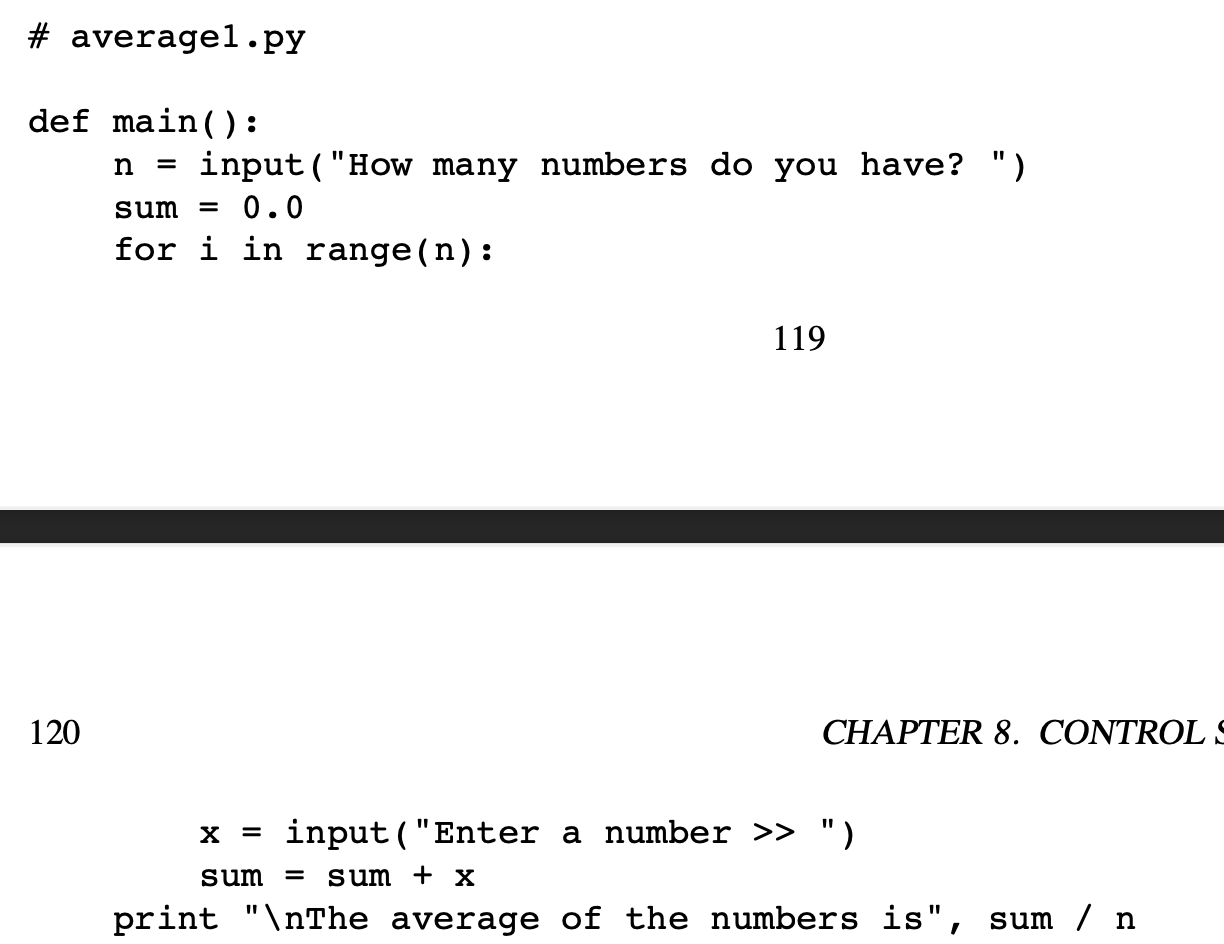 # average1.py
def main():
    n = input("How many numbers do you have? ")
    sum = 0.0
    for i in range(n):
119
120
CHAPTER 8. CONTROL S
        x = input("Enter a number >> ")
        sum = sum + x
    print "\nThe average of the numbers is", sum / n